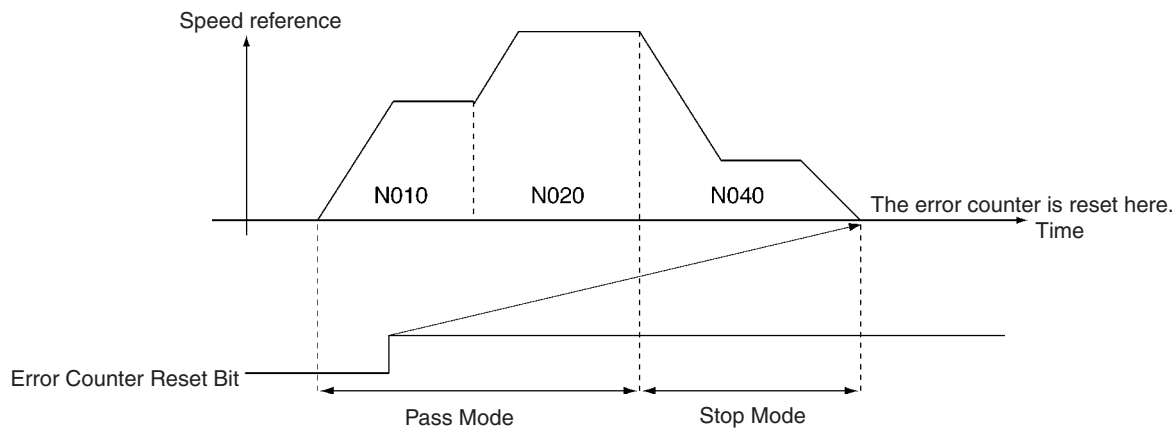 Speed reference
N010
N020
N040
The error counter is reset here.
Time
Error Counter Reset Bit
Pass Mode
Stop Mode